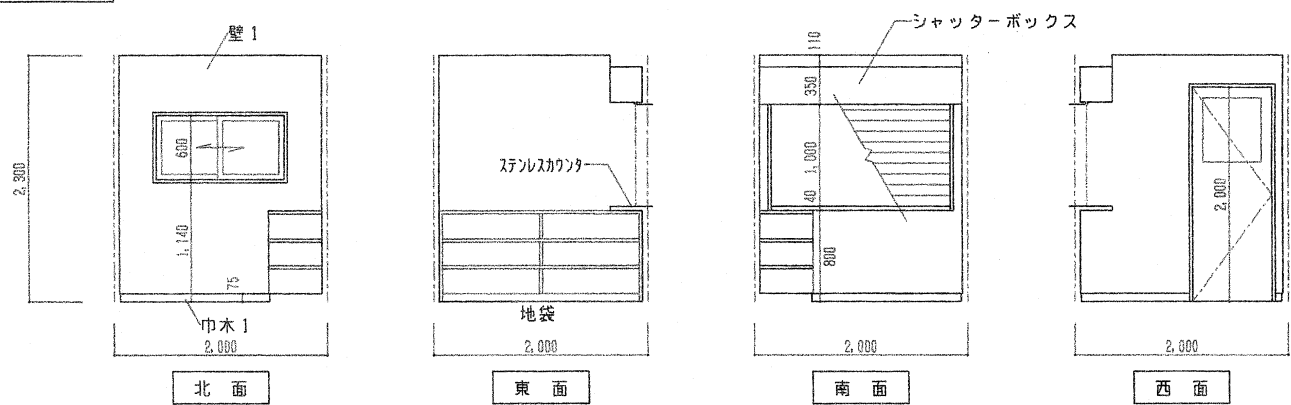 壁1
2,300
600
1,140
75
巾木1
2,000
北面
ステンレスカウンター
地袋
2,000
東面
シャッターボックス
110
350
1,000
40
800
2,000
南面
2,000
2,000
西面